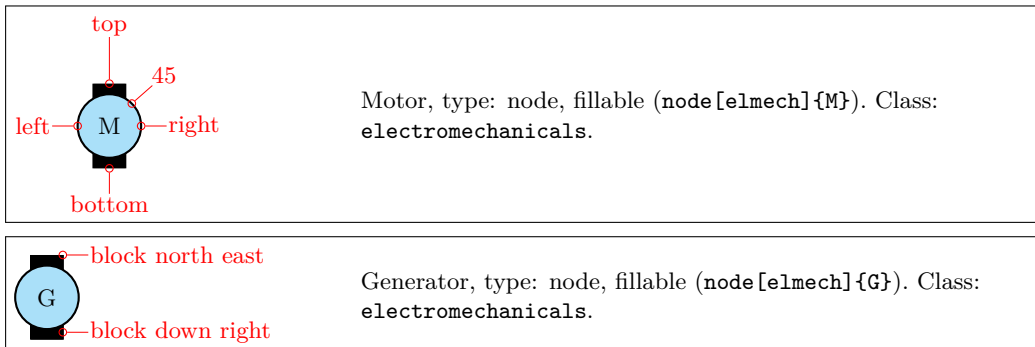 top
45
left
M
right
bottom
Motor, type: node, fillable (node[elmech]{M}). Class:
electromechanicals.
block north east
G
block down right
Generator, type: node, fillable (node[elmech]{G}). Class:
electromechanicals.